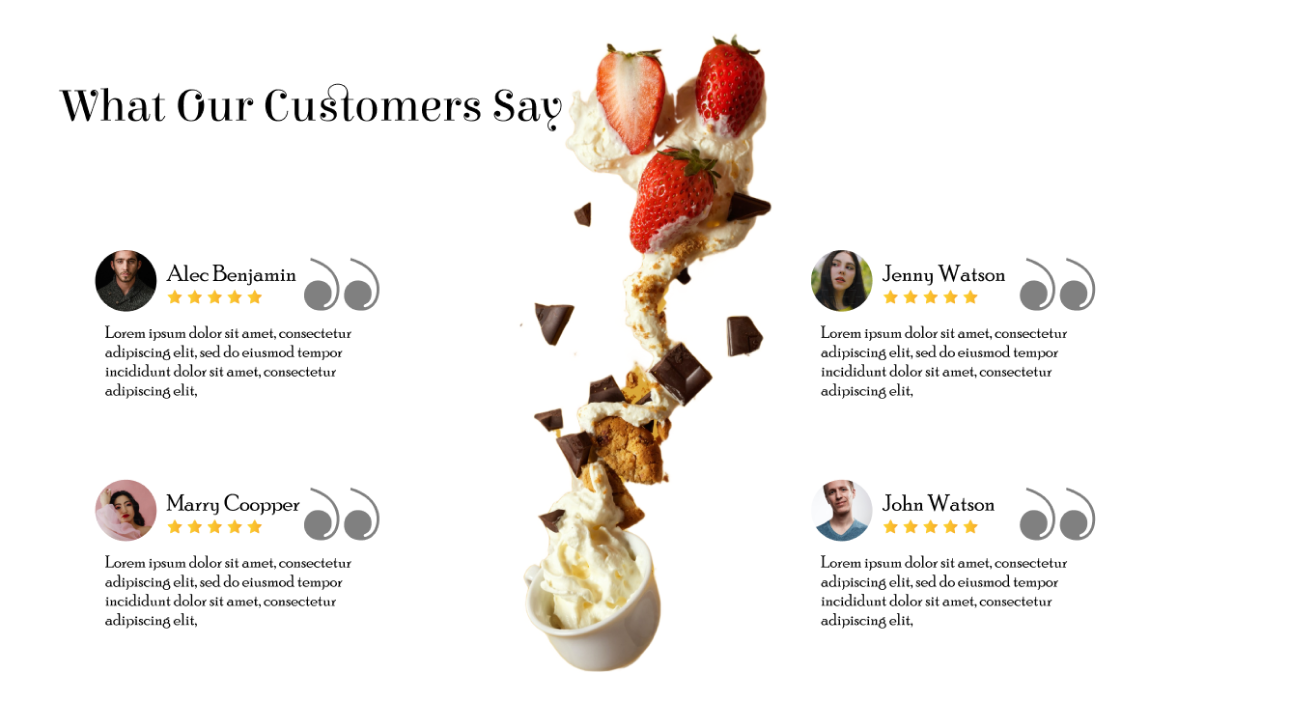 What Our Customers Say
Alec Benjamin
Lorem ipsum dolor sit amet, consectetur
adipiscing elit, sed do eiusmod tempor
incididunt dolor sit amet, consectetur
adipiscing elit,
Jenny Watson
Lorem ipsum dolor sit amet, consectetur
adipiscing elit, sed do eiusmod tempor
incididunt dolor sit amet, consectetur
adipiscing elit,
Marry Coopper
Lorem ipsum dolor sit amet, consectetur
adipiscing elit, sed do eiusmod tempor
incididunt dolor sit amet, consectetur
adipiscing elit,
John Watson
Lorem ipsum dolor sit amet, consectetur
adipiscing elit, sed do eiusmod tempor
incididunt dolor sit amet, consectetur
adipiscing elit,